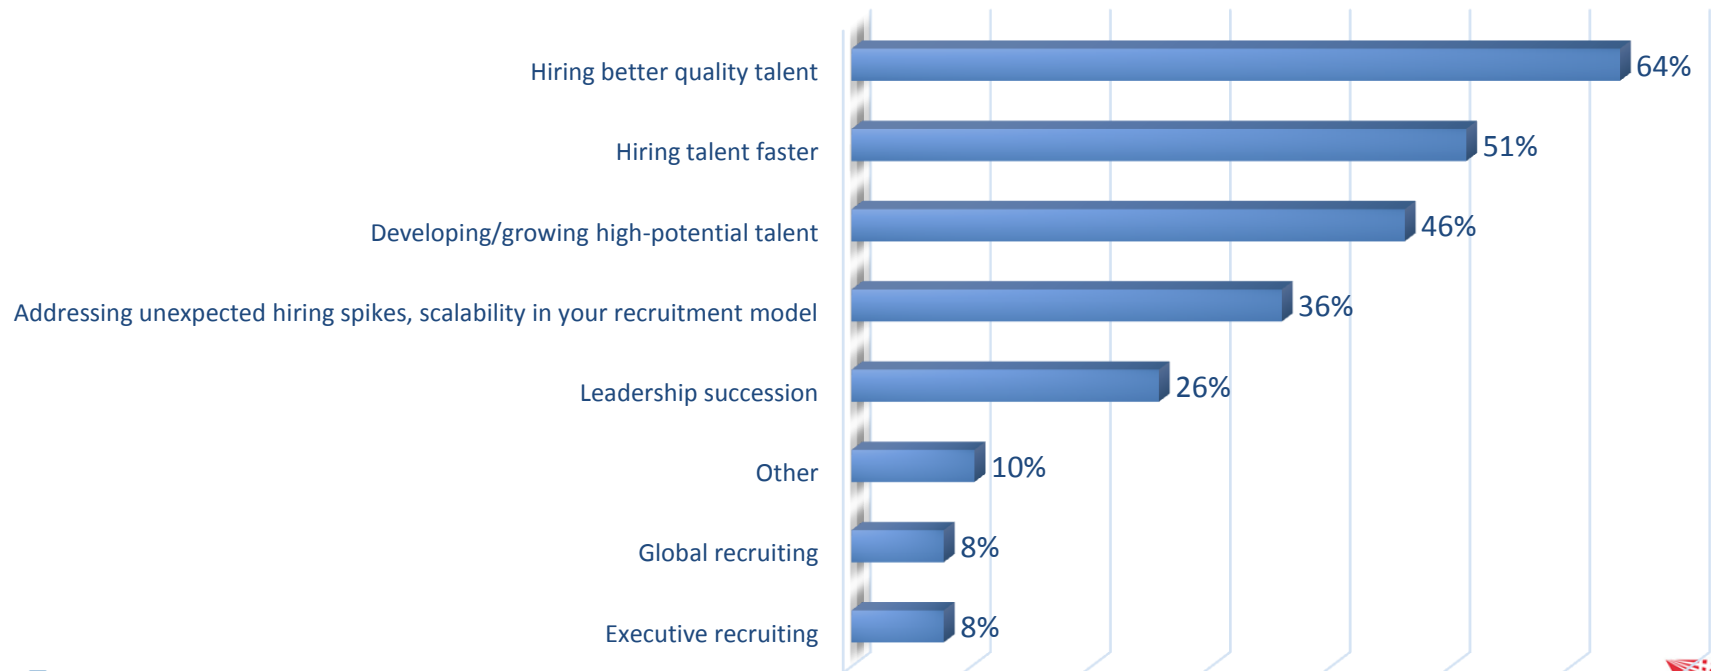 Hiring better quality talent 64%
Hiring talent faster 51%
Developing/growing high-potential talent 46%
Addressing unexpected hiring spikes, scalability in your recruitment model 36%
Leadership succession 26%
Other 10%
Global recruiting 8%
Executive recruiting 8%